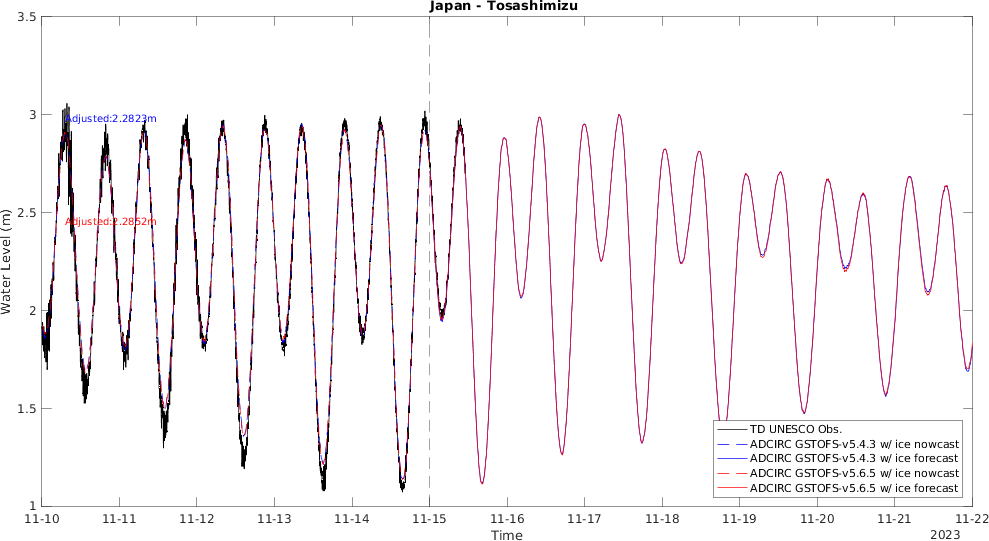 Japan - Tosashimizu
3.5
3
2.5
2
1.5
1
Water Level (m)
Adjusted:2.2823m
Adjusted:2.2852m
TD UNESCO Obs.
ADCIRC GSTOFS-v5.4.3 w/ ice nowcast
ADCIRC GSTOFS-v5.4.3 w/ ice forecast
ADCIRC GSTOFS-v5.6.5 w/ ice nowcast
ADCIRC GSTOFS-v5.6.5 w/ ice forecast
11-10 11-11 11-12 11-13 11-14 11-15 11-16 11-17 11-18 11-19 11-20 11-21 11-22
Time
2023